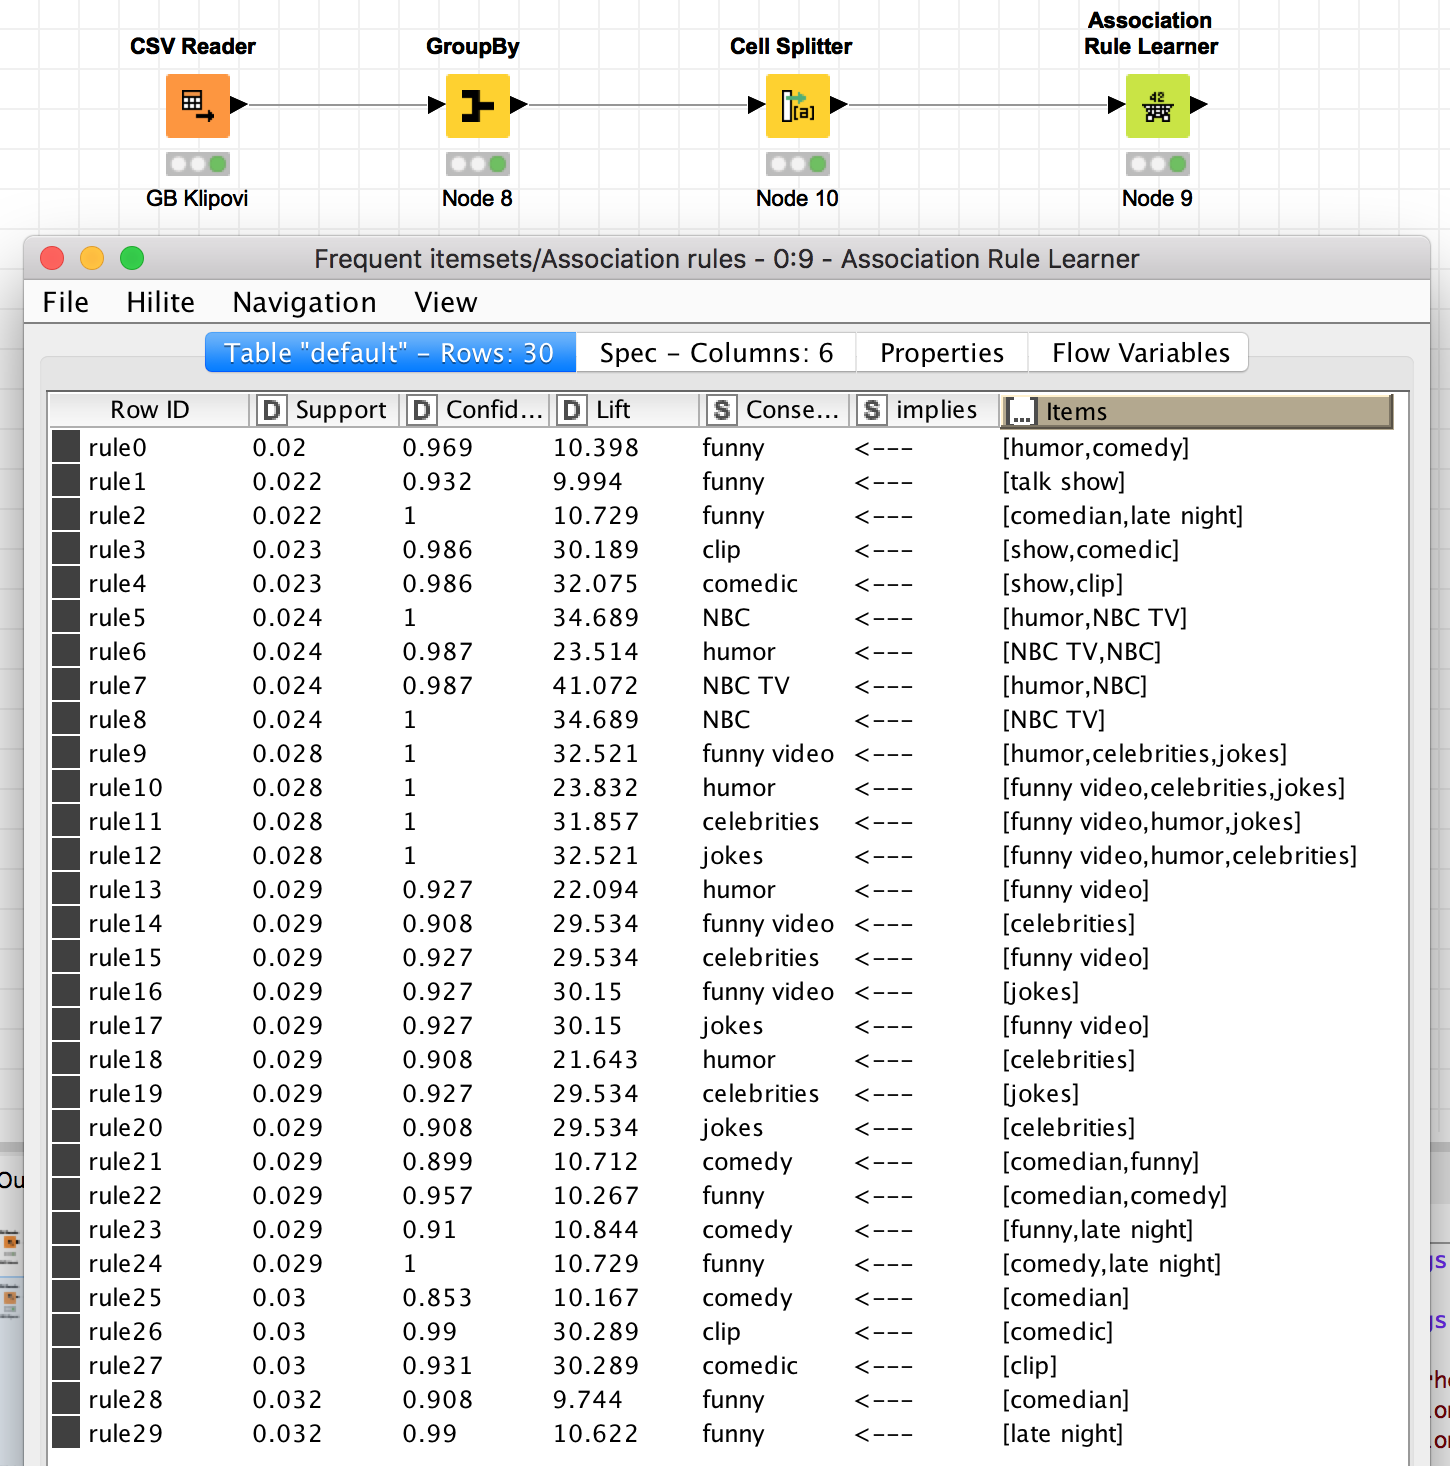 CSV Reader
GroupBy
Cell Splitter
Association
Rule Learner
42
[a]
GB Klipovi
Node 8
Node 10
Node 9
Frequent itemsets/Association rules - 0:9 - Association Rule Learner
File Hilite Navigation View
Table "default" - Rows: 30 Spec - Columns: 6 Properties Flow Variables
Row ID D Support D Confid... D Lift S Conse... S implies ... Items
rule0 0.02 0.969 10.398 funny <--- [humor,comedy]
rule1 0.022 0.932 9.994 funny <--- [talk show]
rule2 0.022 1 10.729 funny <--- [comedian,late night]
rule3 0.023 0.986 30.189 clip <--- [show,comedic]
rule4 0.023 0.986 32.075 comedic <--- [show,clip]
rule5 0.024 1 34.689 NBC <--- [humor,NBC TV]
rule6 0.024 0.987 23.514 humor <--- [NBC TV,NBC]
rule7 0.024 0.987 41.072 NBC TV <--- [humor,NBC]
rule8 0.024 1 34.689 NBC <--- [NBC TV]
rule9 0.028 1 32.521 funny video <--- [humor,celebrities,jokes]
rule10 0.028 1 23.832 humor <--- [funny video,celebrities,jokes]
rule11 0.028 1 31.857 celebrities <--- [funny video,humor,jokes]
rule12 0.028 1 32.521 jokes <--- [funny video,humor,celebrities]
rule13 0.029 0.927 22.094 humor <--- [funny video]
rule14 0.029 0.908 29.534 funny video <--- [celebrities]
rule15 0.029 0.927 29.534 celebrities <--- [funny video]
rule16 0.029 0.927 30.15 funny video <--- [jokes]
rule17 0.029 0.927 30.15 jokes <--- [funny video]
rule18 0.029 0.908 21.643 humor <--- [celebrities]
rule19 0.029 0.927 29.534 celebrities <--- [jokes]
rule20 0.029 0.908 29.534 jokes <--- [celebrities]
rule21 0.029 0.899 10.712 comedy <--- [comedian,funny]
rule22 0.029 0.957 10.267 funny <--- [comedian,comedy]
rule23 0.029 0.91 10.844 comedy <--- [funny,late night]
rule24 0.029 1 10.729 funny <--- [comedy,late night]
rule25 0.03 0.853 10.167 comedy <--- [comedian]
rule26 0.03 0.99 30.289 clip <--- [comedic]
rule27 0.03 0.931 30.289 comedic <--- [clip]
rule28 0.032 0.908 9.744 funny <--- [comedian]
rule29 0.032 0.99 10.622 funny <--- [late night]
Ou